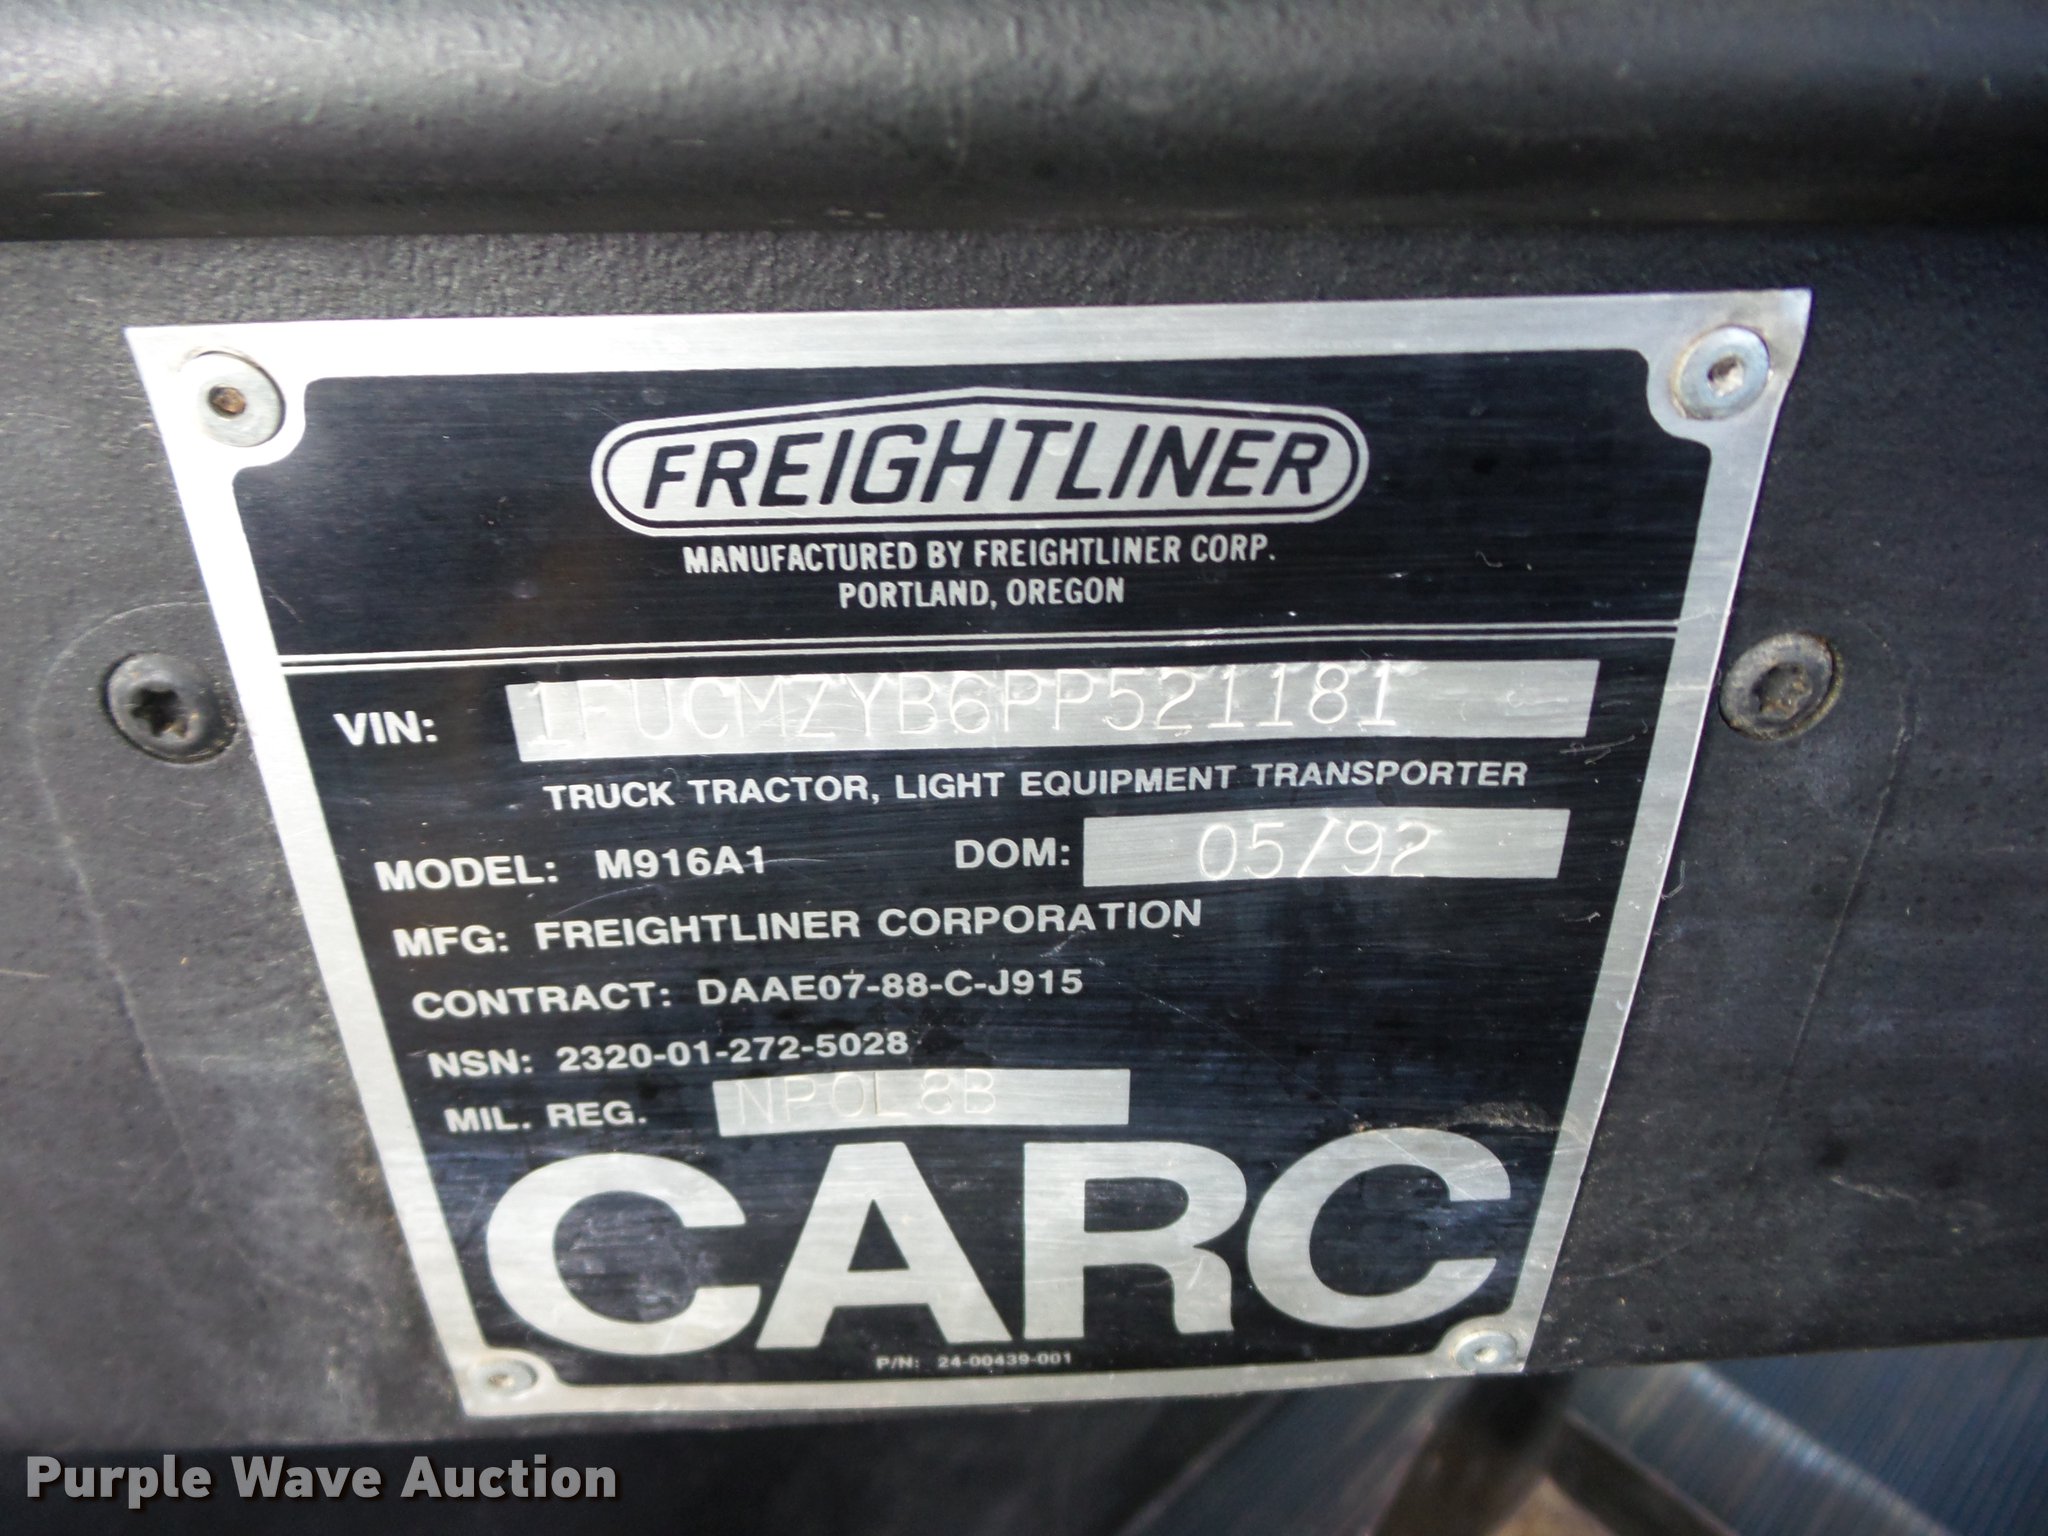 FREIGHTLINER
MANUFACTURED BY FREIGHTLINER CORP.
PORTLAND, OREGON
VIN: 1FUCMZYB6PP521181
TRUCK TRACTOR, LIGHT EQUIPMENT TRANSPORTER
MODEL: M916A1 DOM: 05/92
MFG: FREIGHTLINER CORPORATION
CONTRACT: DAAE07-88-C-J915
NSN: 2320-01-272-5028
MIL. REG. NP0L8B
CARC
P/N: 24-00439-001
Purple Wave Auction